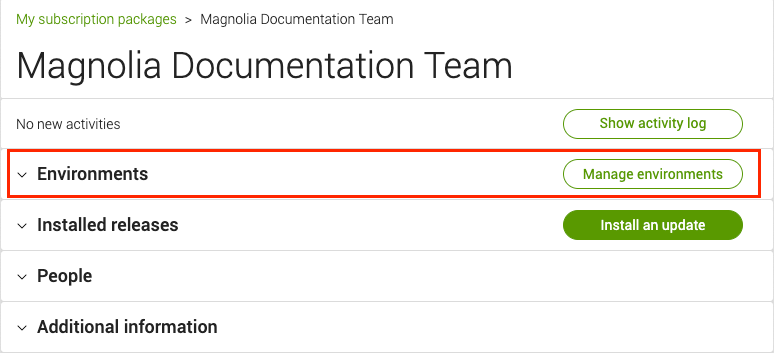 My subscription packages > Magnolia Documentation Team
Magnolia Documentation Team
No new activities
Show activity log
Environments
Manage environments
Installed releases
Install an update
People
Additional information